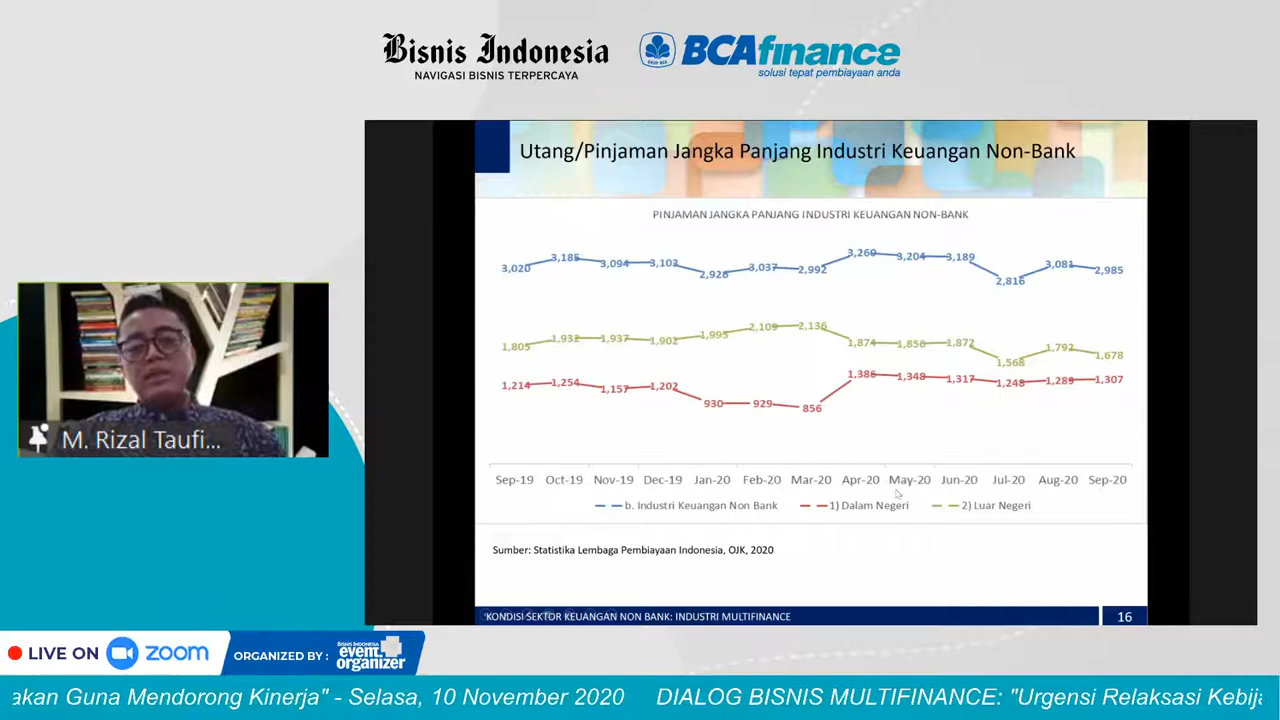 Bisnis Indonesia
NAVIGASI BISNIS TERPERCAYA
BCAfinance
solusi tepat pembiayaan anda
Utang/Pinjaman Jangka Panjang Industri Keuangan Non-Bank
PINJAMAN JANGKA PANJANG INDUSTRI KEUANGAN NON-BANK
3,020 3,185 3,094 3,103 2,926 3,037 2,992 3,260 3,204 3,189 2,816 3,081 2,985
1,805 1,932 1,937 1,902 1,995 2,109 2,136 1,874 1,856 1,872 1,568 1,792 1,678
1,214 1,254 1,157 1,202 930 929 856 1,386 1,348 1,317 1,248 1,289 1,307
Sep-19 Oct-19 Nov-19 Dec-19 Jan-20 Feb-20 Mar-20 Apr-20 May-20 Jun-20 Jul-20 Aug-20 Sep-20
b. Industri Keuangan Non Bank 1) Dalam Negeri 2) Luar Negeri
Sumber: Statistika Lembaga Pembiayaan Indonesia, OJK, 2020
KONDISI SEKTOR KEUANGAN NON BANK: INDUSTRI MULTIFINANCE 16
M. Rizal Taufi...
LIVE ON zoom
ORGANIZED BY :
BISNIS INDONESIA
event
organizer
akan Guna Mendorong Kinerja" - Selasa, 10 November 2020 DIALOG BISNIS MULTIFINANCE: "Urgensi Relaksasi Kebija